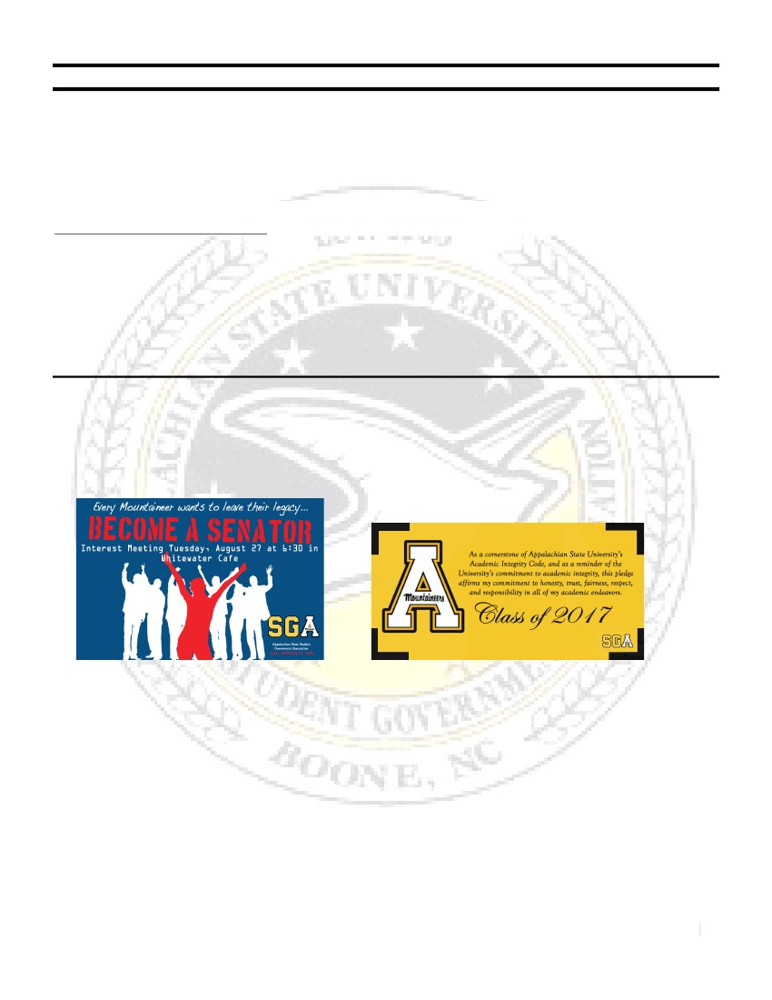 EST. 1965
APPALACHIAN STATE UNIVERSITY
STUDENT GOVERNMENT ASSOCIATION
BOONE, NC
Every Mountaineer wants to leave their legacy...
BECOME A SENATOR
Interest Meeting Tuesday, August 27 at 6:30 in
Whitewater Cafe
SGA
Appalachian State Student
Government Association
As a cornerstone of Appalachian State University's
Academic Integrity Code, and as a reminder of the
University's commitment to academic integrity, this pledge
affirms my commitment to honesty, trust, fairness, respect,
and responsibility in all of my academic endeavors.
Mountaineers
Class of 2017
SGA